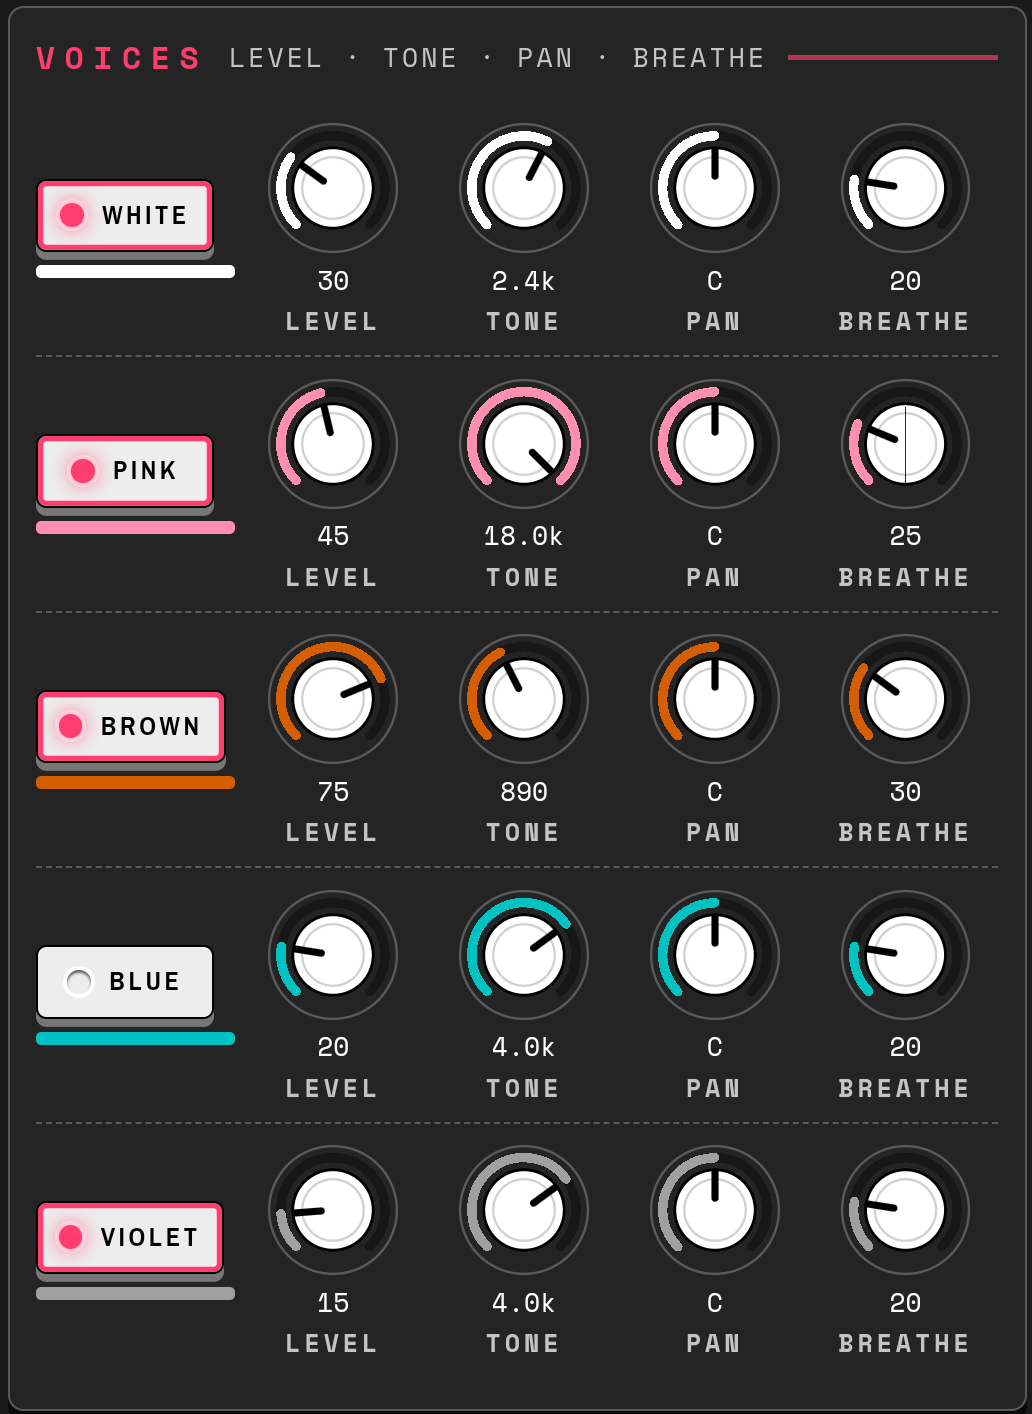 VOICES LEVEL · TONE · PAN · BREATHE
WHITE
30 2.4k C 20
LEVEL TONE PAN BREATHE
PINK
45 18.0k C 25
LEVEL TONE PAN BREATHE
BROWN
75 890 C 30
LEVEL TONE PAN BREATHE
BLUE
20 4.0k C 20
LEVEL TONE PAN BREATHE
VIOLET
15 4.0k C 20
LEVEL TONE PAN BREATHE